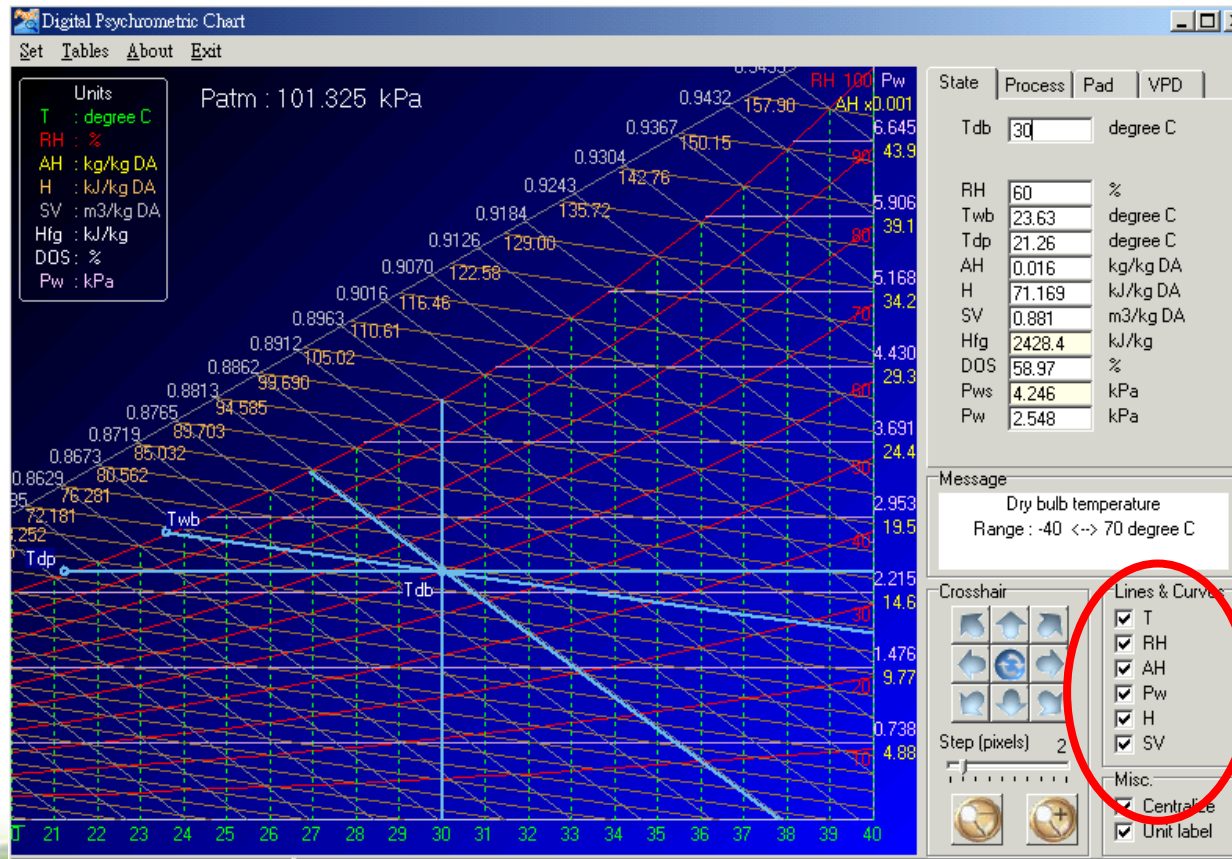 Digital Psychrometric Chart
Set Tables About Exit
Units
T : degree C
RH : %
AH : kg/kg DA
H : kJ/kg DA
SV : m3/kg DA
Hfg : kJ/kg
DOS : %
Pw : kPa
Patm : 101.325 kPa
RH 100 Pw
AH x0.001
0.9432 157.90
6.645
0.9367 150.15
43.9
90
0.9304 142.76
0.9243 135.72
5.906
39.1
0.9184
80
0.9126 129.00
0.9070 122.58
5.168
34.2
0.9016 116.46
70
0.8963 110.61
0.8912 105.02
4.430
29.3
0.8862 99.690
60
0.8813 94.585
0.8765 89.703
3.691
24.4
0.8719 85.032
50
0.8673 80.562
0.8629 76.281
2.953
19.5
72.181
Twb
40
Tdp
Tdb
2.215
14.6
30
1.476
9.77
20
0.738
4.88
10
T 21 22 23 24 25 26 27 28 29 30 31 32 33 34 35 36 37 38 39 40
State Process Pad VPD
Tdb 30 degree C
RH 60 %
Twb 23.63 degree C
Tdp 21.26 degree C
AH 0.016 kg/kg DA
H 71.169 kJ/kg DA
SV 0.881 m3/kg DA
Hfg 2428.4 kJ/kg
DOS 58.97 %
Pws 4.246 kPa
Pw 2.548 kPa
Message
Dry bulb temperature
Range : -40 <--> 70 degree C
Crosshair
Step (pixels) 2
Lines & Curves
T
RH
AH
Pw
H
SV
Misc.
Centralize
Unit label